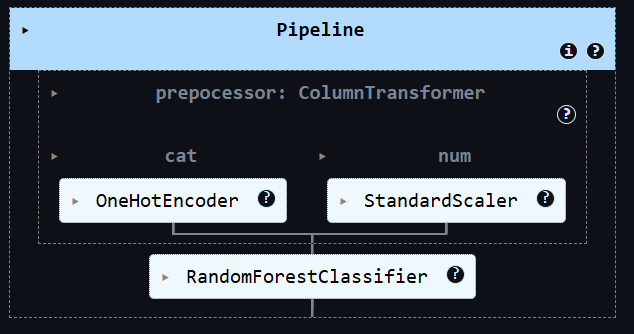 Pipeline
i ?
prepocessor: ColumnTransformer
?
cat num
OneHotEncoder ? StandardScaler ?
RandomForestClassifier ?